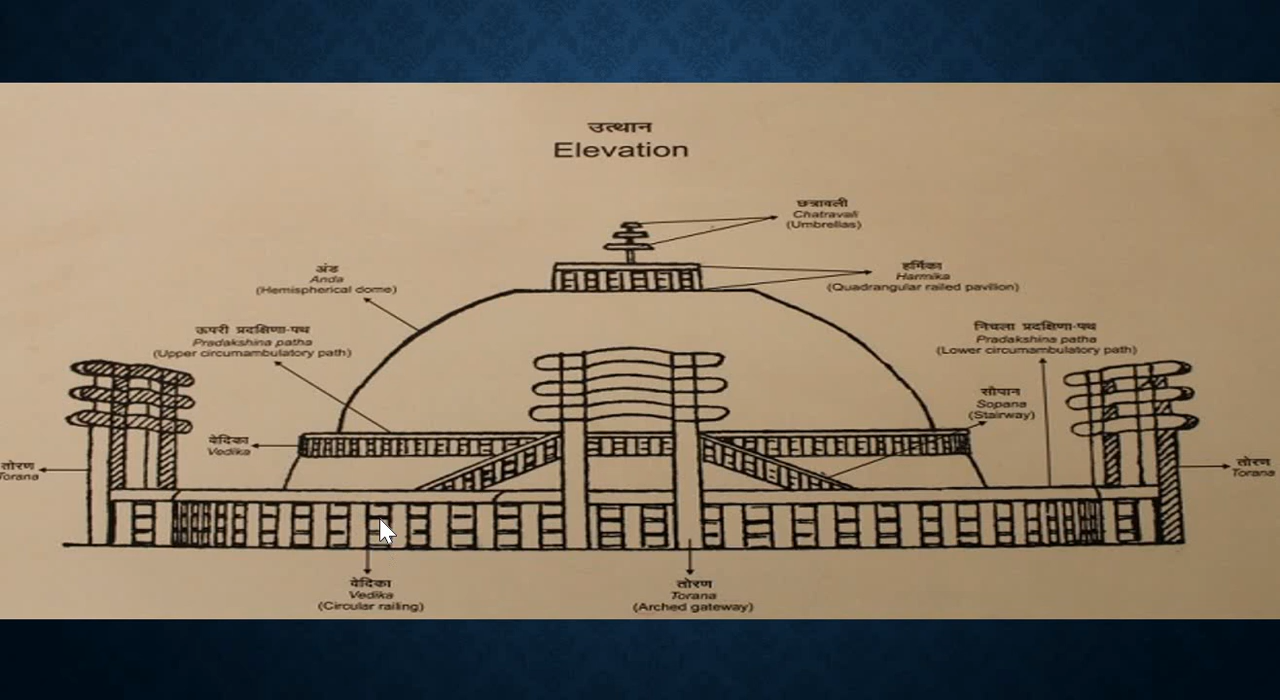 उत्थान
Elevation
छत्रावली
Chatravali
(Umbrellas)
अंड
Anda
(Hemispherical dome)
हर्मिका
Harmika
(Quadrangular railed pavilion)
ऊपरी प्रदक्षिणा-पथ
Pradakshina patha
(Upper circumambulatory path)
निचला प्रदक्षिणा-पथ
Pradakshina patha
(Lower circumambulatory path)
सोपान
Sopana
(Stairway)
वेदिका
Vedika
तोरण
Torana
तोरण
Torana
वेदिका
Vedika
(Circular railing)
तोरण
Torana
(Arched gateway)